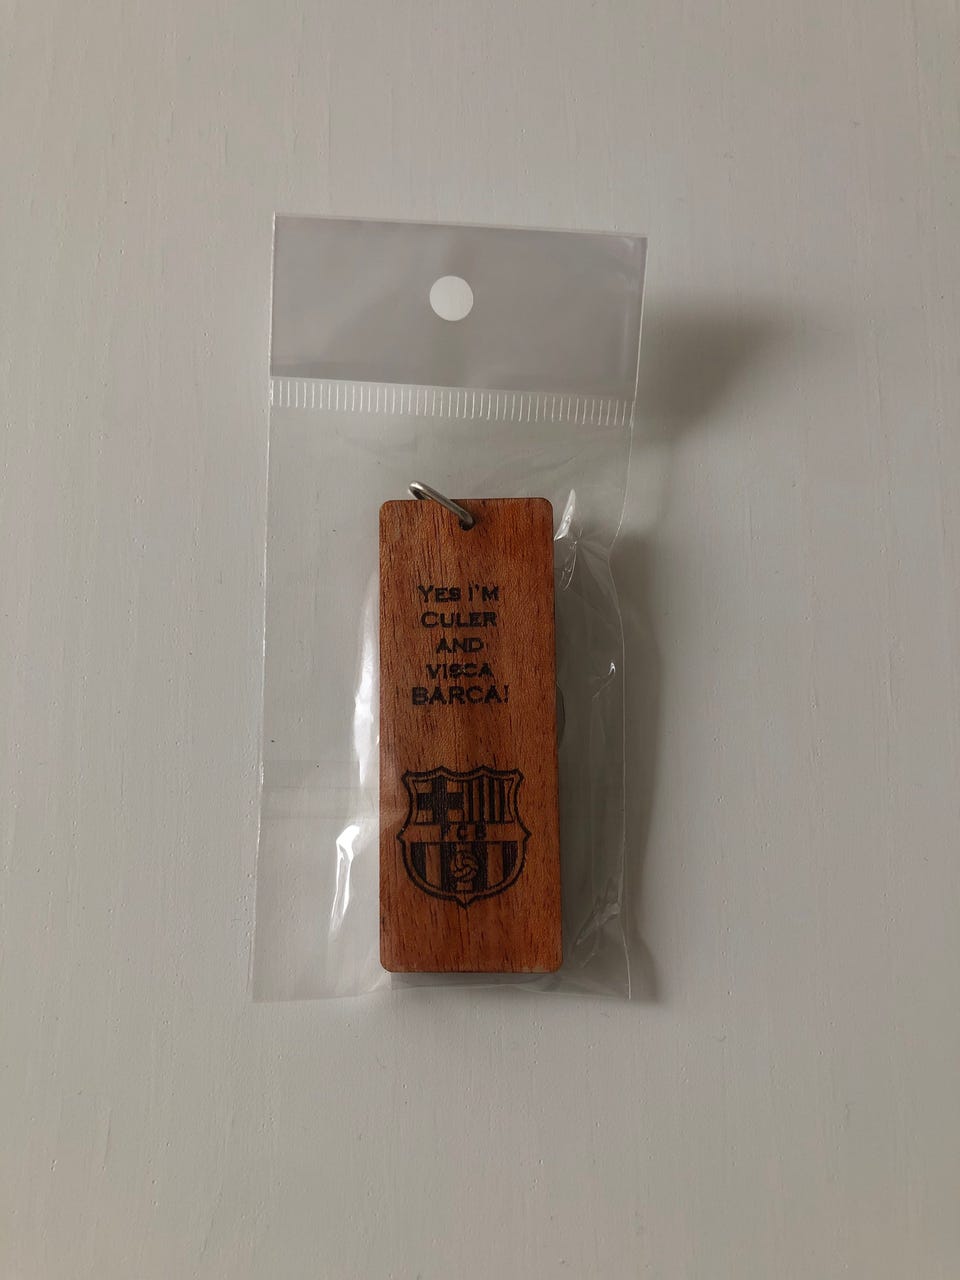 YES I'M
CULER
AND
VISCA
BARCA!
FCB